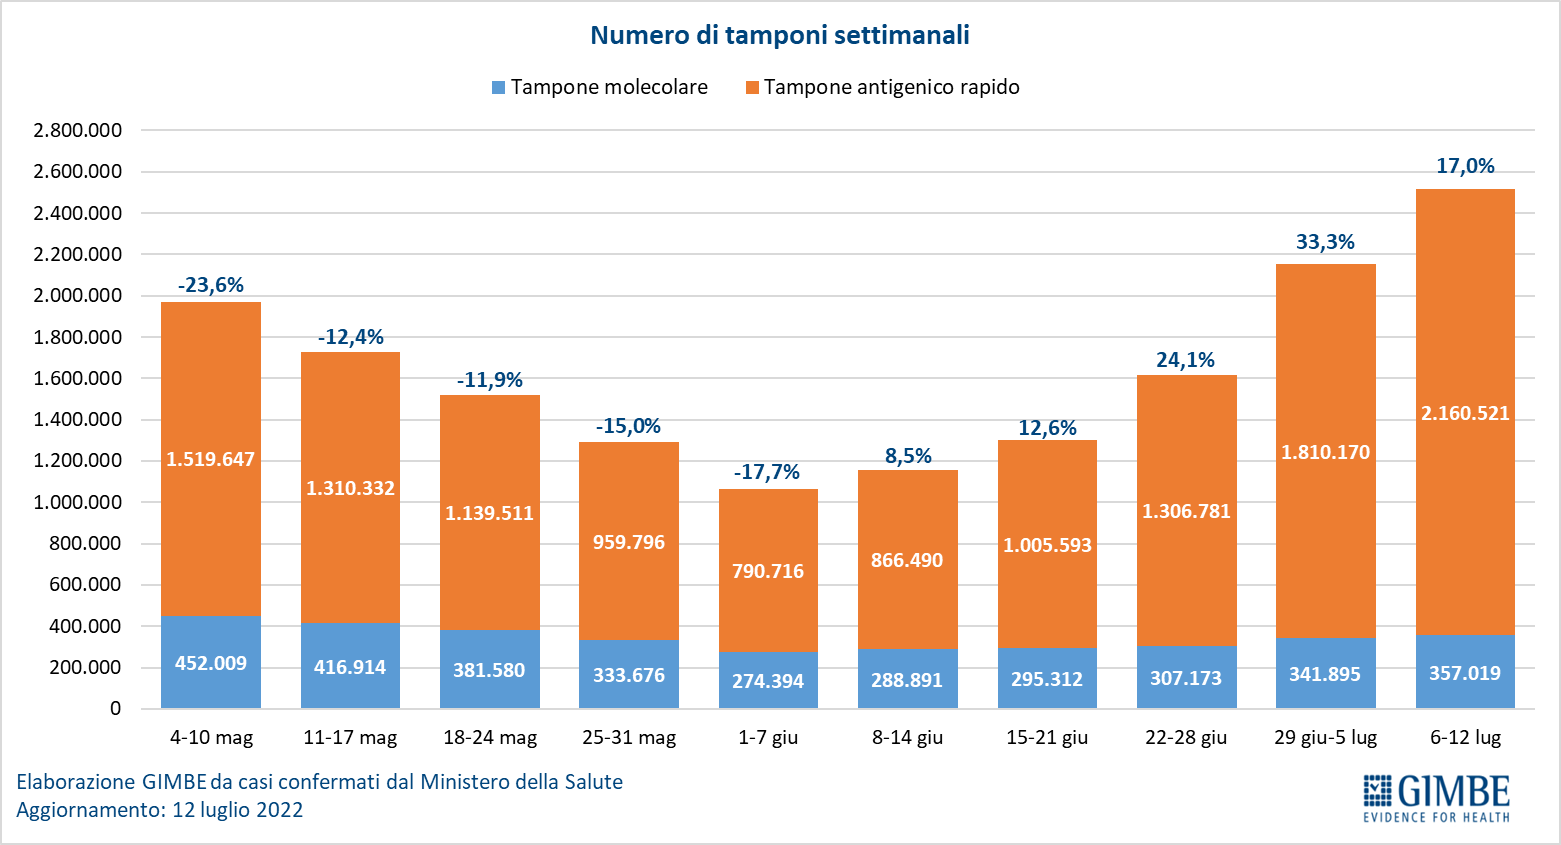 Numero di tamponi settimanali
Tampone molecolare Tampone antigenico rapido
2.800.000
2.600.000
2.400.000
2.200.000
2.000.000
1.800.000
1.600.000
1.400.000
1.200.000
1.000.000
800.000
600.000
400.000
200.000
0
-23,6% -12,4% -11,9% -15,0% -17,7% 8,5% 12,6% 24,1% 33,3% 17,0%
1.519.647 1.310.332 1.139.511 959.796 790.716 866.490 1.005.593 1.306.781 1.810.170 2.160.521
452.009 416.914 381.580 333.676 274.394 288.891 295.312 307.173 341.895 357.019
4-10 mag 11-17 mag 18-24 mag 25-31 mag 1-7 giu 8-14 giu 15-21 giu 22-28 giu 29 giu-5 lug 6-12 lug
Elaborazione GIMBE da casi confermati dal Ministero della Salute
Aggiornamento: 12 luglio 2022
GIMBE
EVIDENCE FOR HEALTH